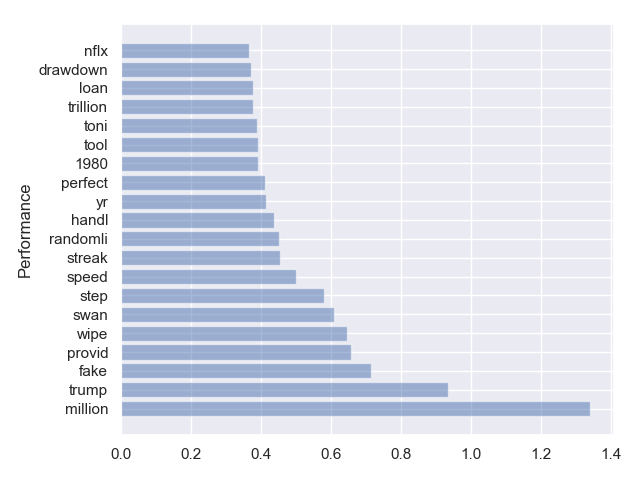 nflx
drawdown
loan
trillion
toni
tool
1980
perfect
yr
handl
randomli
streak
speed
step
swan
wipe
provid
fake
trump
million
Performance
0.0 0.2 0.4 0.6 0.8 1.0 1.2 1.4